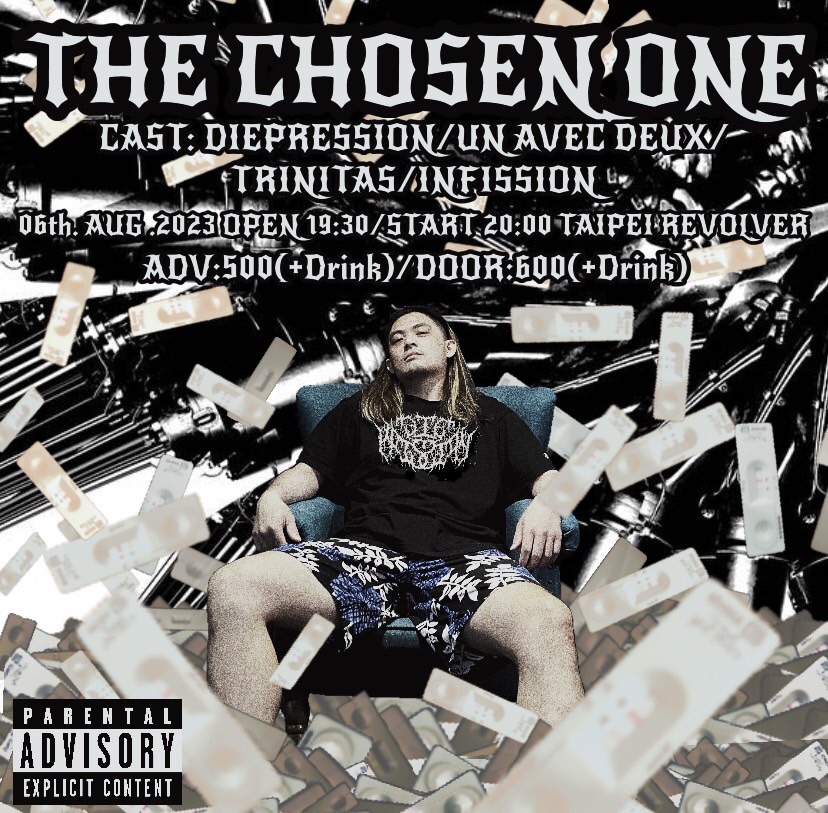 THE CHOSEN ONE
CAST: DIEPRESSION/UN AVEC DEUX/
TRINITAS/INFISSION
06th. AUG .2023 OPEN 19:30/START 20:00 TAIPEI REVOLVER
ADV:500(+Drink)/DOOR:600(+Drink)
PARENTAL
ADVISORY
EXPLICIT CONTENT